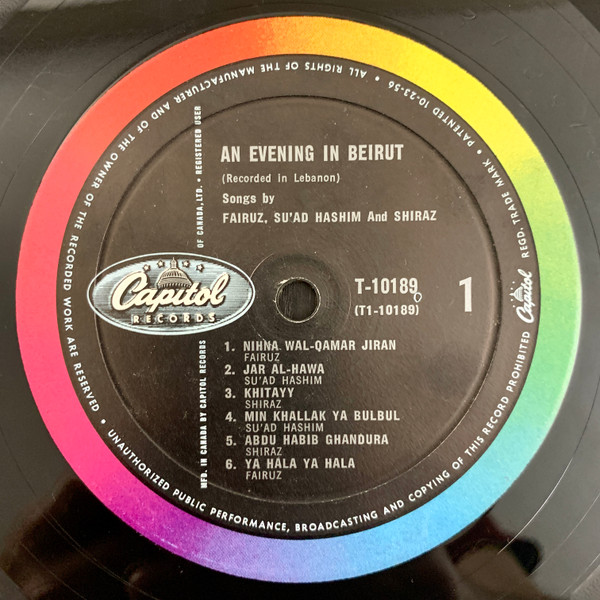 AN EVENING IN BEIRUT
(Recorded in Lebanon)
Songs by
FAIRUZ, SU'AD HASHIM And SHIRAZ
Capitol
RECORDS
T-10189
(T1-10189)
1
1. NIHNA WAL-QAMAR JIRAN
FAIRUZ
2. JAR AL-HAWA
SU'AD HASHIM
3. KHITAYY
SHIRAZ
4. MIN KHALLAK YA BULBUL
SU'AD HASHIM
5. ABDU HABIB GHANDURA
SHIRAZ
6. YA HALA YA HALA
FAIRUZ
MFD. IN CANADA BY CAPITOL RECORDS OF CANADA, LTD. • REGISTERED USER
Capitol REGD. TRADE MARK • PATENTED 10-23-56 • ALL RIGHTS OF THE MANUFACTURER AND OF THE OWNER OF THE RECORDED WORK ARE RESERVED • UNAUTHORIZED PUBLIC PERFORMANCE, BROADCASTING AND COPYING OF THIS RECORD PROHIBITED